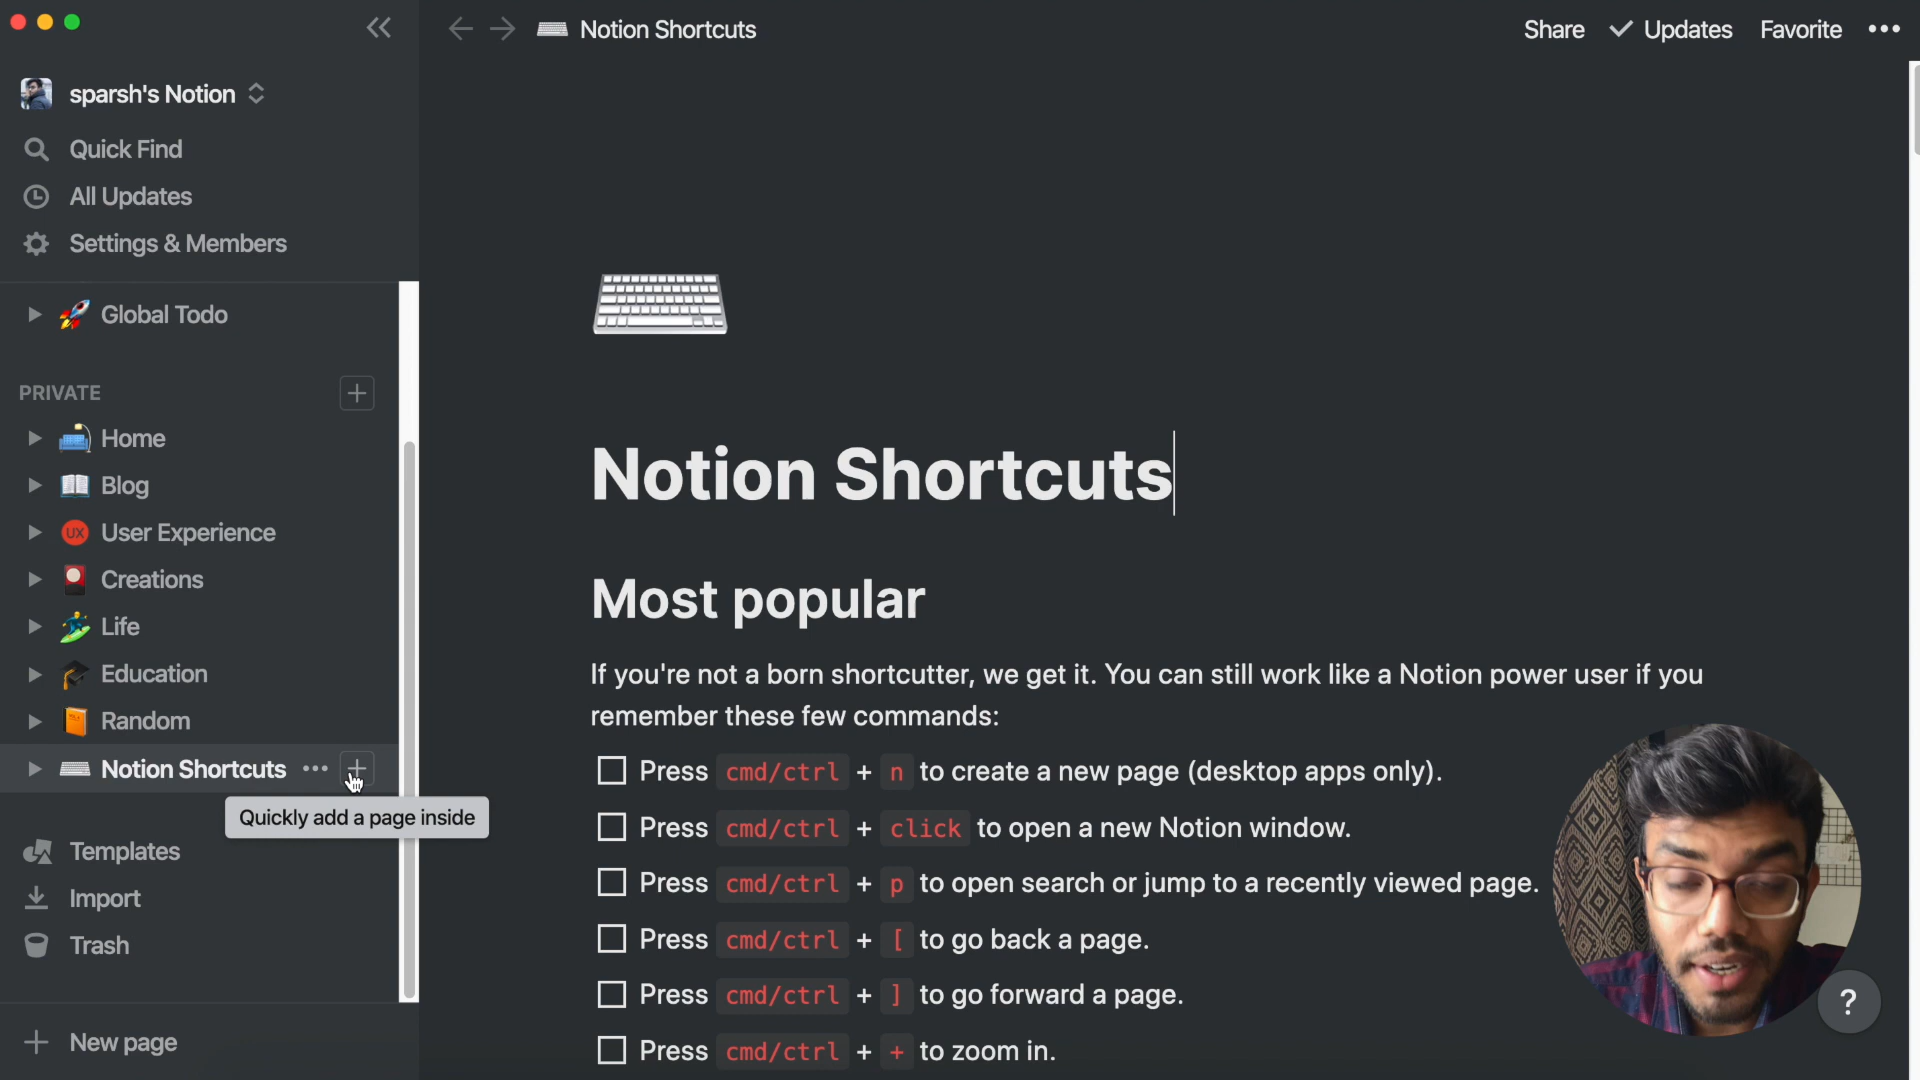 Notion Shortcuts
Share ✓ Updates Favorite •••
sparsh's Notion
Quick Find
All Updates
Settings & Members
Global Todo
PRIVATE
Home
Blog
UX User Experience
Creations
Life
Education
Random
Notion Shortcuts •••
Quickly add a page inside
Templates
Import
Trash
+ New page
Notion Shortcuts
Most popular
If you're not a born shortcutter, we get it. You can still work like a Notion power user if you
remember these few commands:
Press cmd/ctrl + n to create a new page (desktop apps only).
Press cmd/ctrl + click to open a new Notion window.
Press cmd/ctrl + p to open search or jump to a recently viewed page.
Press cmd/ctrl + [ to go back a page.
Press cmd/ctrl + ] to go forward a page.
Press cmd/ctrl + + to zoom in.
?